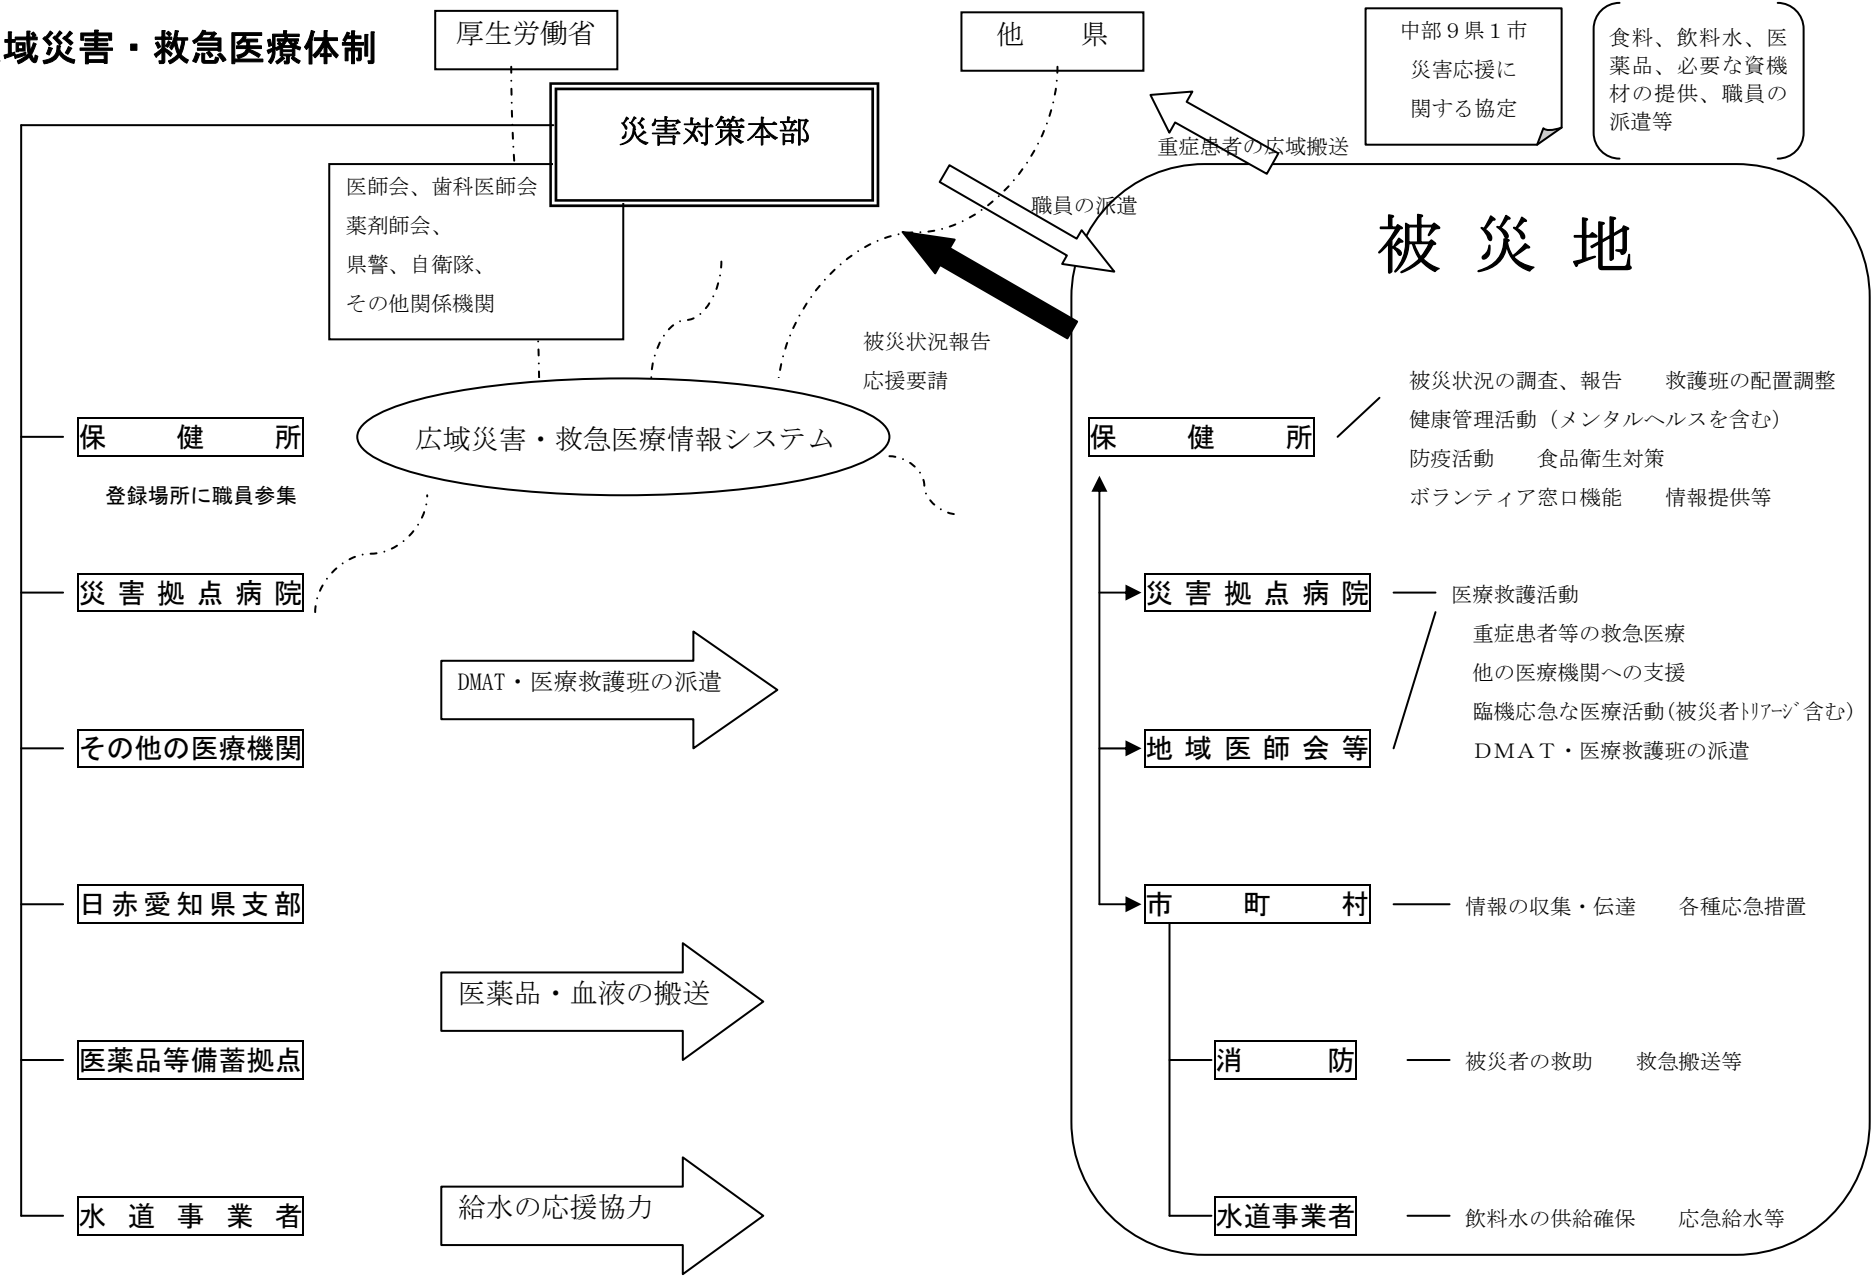 域災害・救急医療体制
厚生労働省
他　県
中部９県１市
災害応援に
関する協定
食料、飲料水、医
薬品、必要な資機
材の提供、職員の
派遣等
災害対策本部
重症患者の広域搬送
医師会、歯科医師会
薬剤師会、
県警、自衛隊、
その他関係機関
職員の派遣
被災地
被災状況報告
応援要請
広域災害・救急医療情報システム
保健所
登録場所に職員参集
災害拠点病院
その他の医療機関
日赤愛知県支部
医薬品等備蓄拠点
水道事業者
DMAT・医療救護班の派遣
医薬品・血液の搬送
給水の応援協力
保健所
被災状況の調査、報告　　救護班の配置調整
健康管理活動（メンタルヘルスを含む）
防疫活動　　食品衛生対策
ボランティア窓口機能　　情報提供等
災害拠点病院
医療救護活動
重症患者等の救急医療
他の医療機関への支援
臨機応急な医療活動(被災者ﾄﾘｱｰｼﾞ含む)
ＤＭＡＴ・医療救護班の派遣
地域医師会等
市町村
情報の収集・伝達　　各種応急措置
消防
被災者の救助　　救急搬送等
水道事業者
飲料水の供給確保　　応急給水等